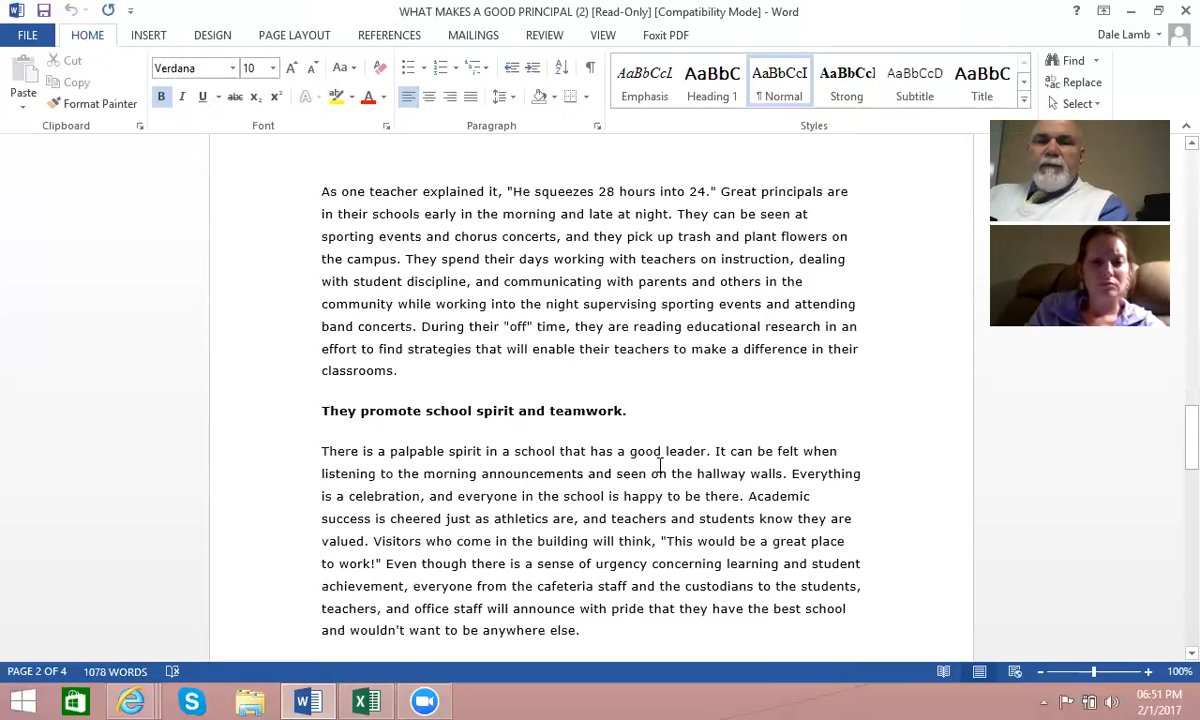 WHAT MAKES A GOOD PRINCIPAL (2) [Read-Only] [Compatibility Mode] - Word
FILE HOME INSERT DESIGN PAGE LAYOUT REFERENCES MAILINGS REVIEW VIEW Foxit PDF Dale Lamb
Paste
Cut
Copy
Format Painter
Clipboard
Verdana 10
Font
Paragraph
AaBbCcI AaBbC AaBbCcI AaBbCcI AaBbCcD AaBbC
Emphasis Heading 1 ¶ Normal Strong Subtitle Title
Styles
Find
Replace
Select
As one teacher explained it, "He squeezes 28 hours into 24." Great principals are
in their schools early in the morning and late at night. They can be seen at
sporting events and chorus concerts, and they pick up trash and plant flowers on
the campus. They spend their days working with teachers on instruction, dealing
with student discipline, and communicating with parents and others in the
community while working into the night supervising sporting events and attending
band concerts. During their "off" time, they are reading educational research in an
effort to find strategies that will enable their teachers to make a difference in their
classrooms.
They promote school spirit and teamwork.
There is a palpable spirit in a school that has a good leader. It can be felt when
listening to the morning announcements and seen on the hallway walls. Everything
is a celebration, and everyone in the school is happy to be there. Academic
success is cheered just as athletics are, and teachers and students know they are
valued. Visitors who come in the building will think, "This would be a great place
to work!" Even though there is a sense of urgency concerning learning and student
achievement, everyone from the cafeteria staff and the custodians to the students,
teachers, and office staff will announce with pride that they have the best school
and wouldn't want to be anywhere else.
PAGE 2 OF 4 1078 WORDS 100%
06:51 PM
2/1/2017